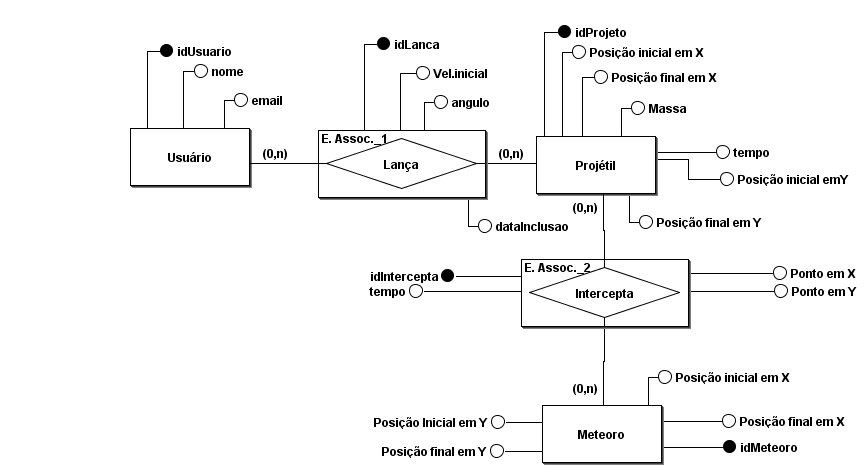 idUsuario
nome
email
Usuário
(0,n)
idLanca
Vel.inicial
angulo
E. Assoc._1
Lança
(0,n)
dataInclusao
idProjeto
Posição inicial em X
Posição final em X
Massa
Projétil
tempo
Posição inicial emY
Posição final em Y
(0,n)
E. Assoc._2
Intercepta
idIntercepta
tempo
Ponto em X
Ponto em Y
(0,n)
Posição inicial em X
Posição Inicial em Y
Posição final em Y
Meteoro
Posição final em X
idMeteoro